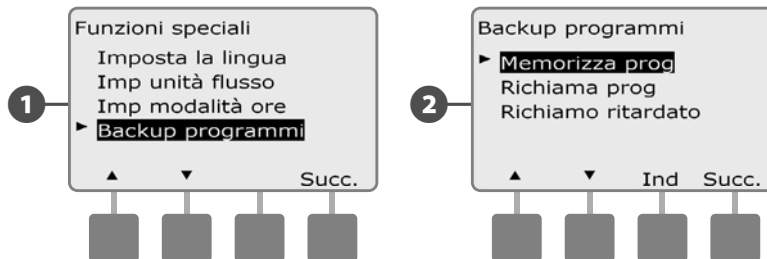 Funzioni speciali
Imposta la lingua
Imp unità flusso
Imp modalità ore
Backup programmi
Succ.
1
Backup programmi
Memorizza prog
Richiama prog
Richiamo ritardato
Ind Succ.
2